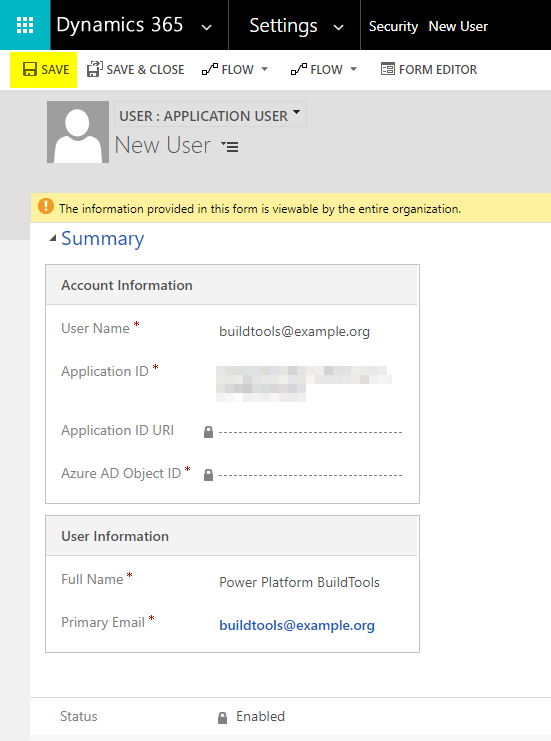 Dynamics 365 Settings Security New User
SAVE SAVE & CLOSE FLOW FLOW FORM EDITOR
USER : APPLICATION USER
New User
The information provided in this form is viewable by the entire organization.
Summary
Account Information
User Name * buildtools@example.org
Application ID *
Application ID URI
Azure AD Object ID *
User Information
Full Name * Power Platform BuildTools
Primary Email * buildtools@example.org
Status Enabled